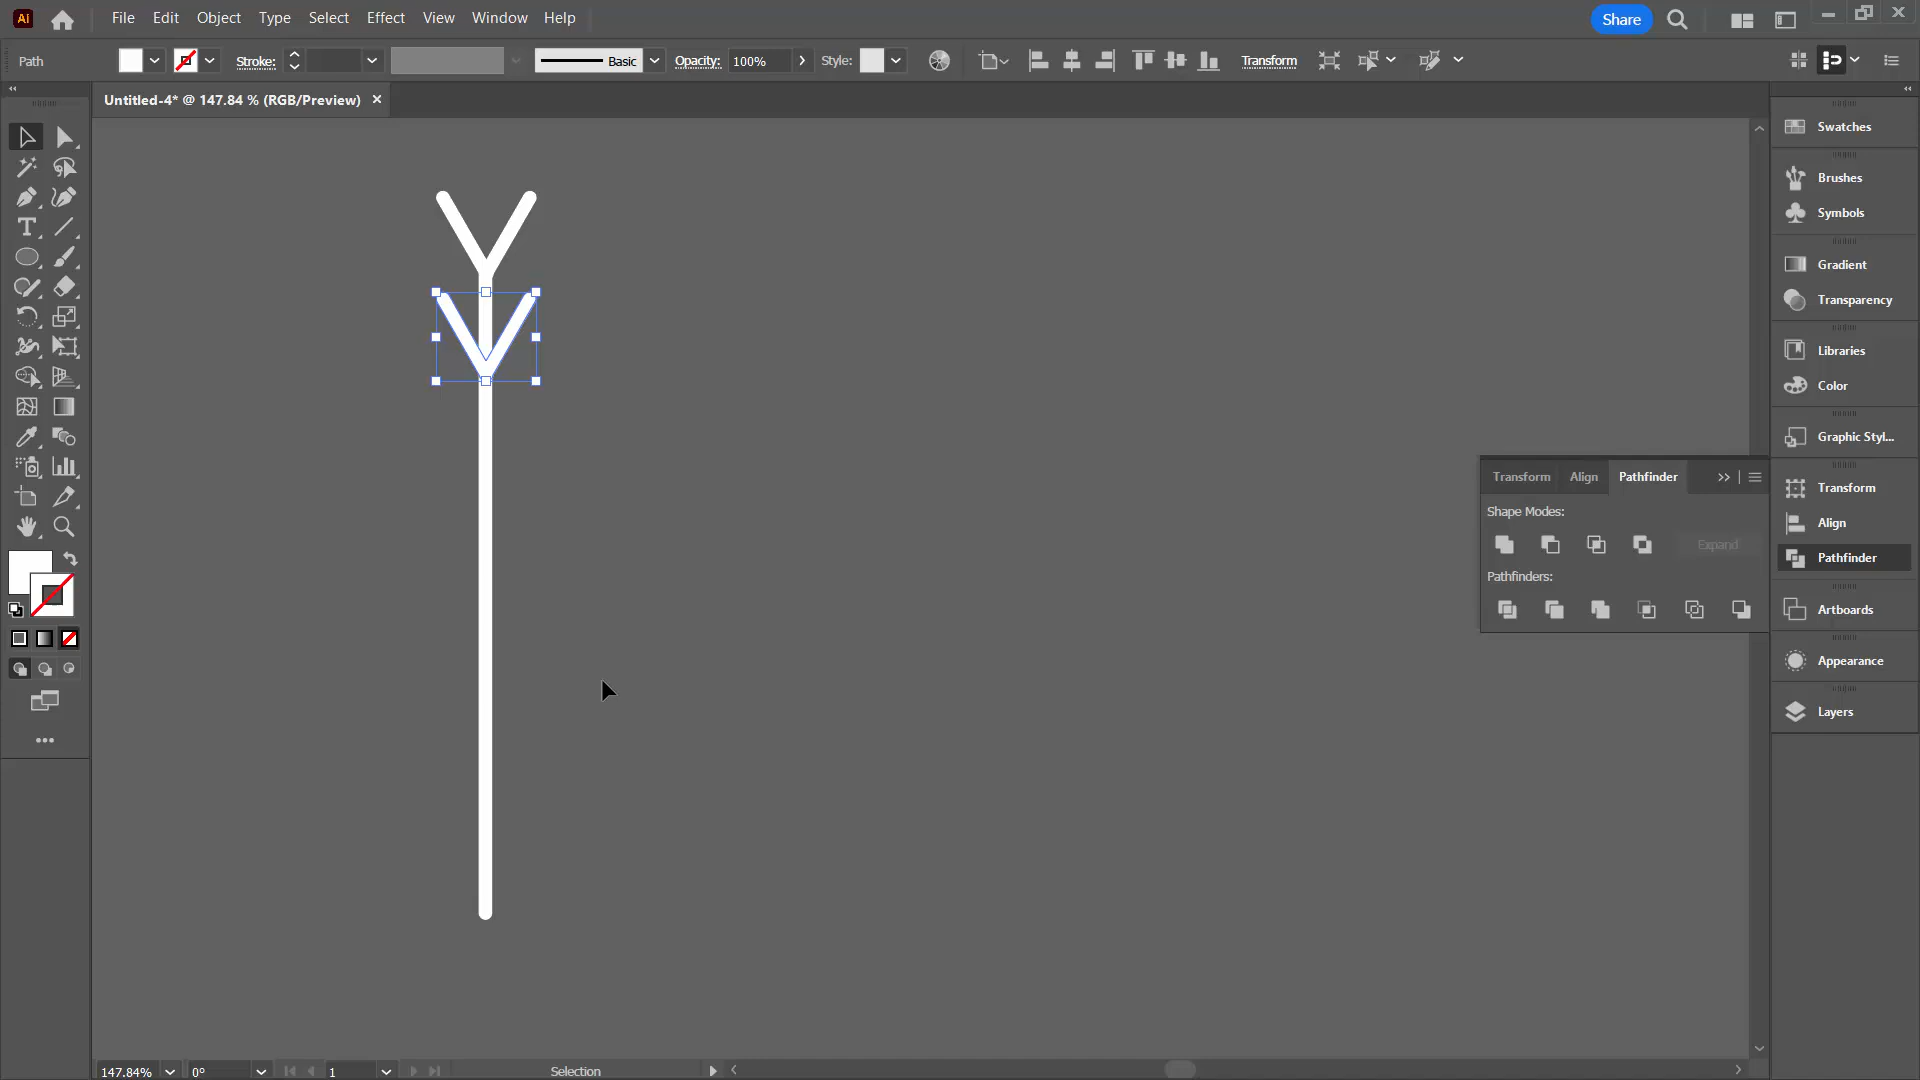 Ai File Edit Object Type Select Effect View Window Help Share
Path Stroke: Basic Opacity: 100% Style: Transform
Untitled-4* @ 147.84 % (RGB/Preview)
Swatches
Brushes
Symbols
Gradient
Transparency
Libraries
Color
Graphic Styl...
Transform Align Pathfinder
Shape Modes:
Expand
Pathfinders:
Transform
Align
Pathfinder
Artboards
Appearance
Layers
147.84% 0° 1 Selection